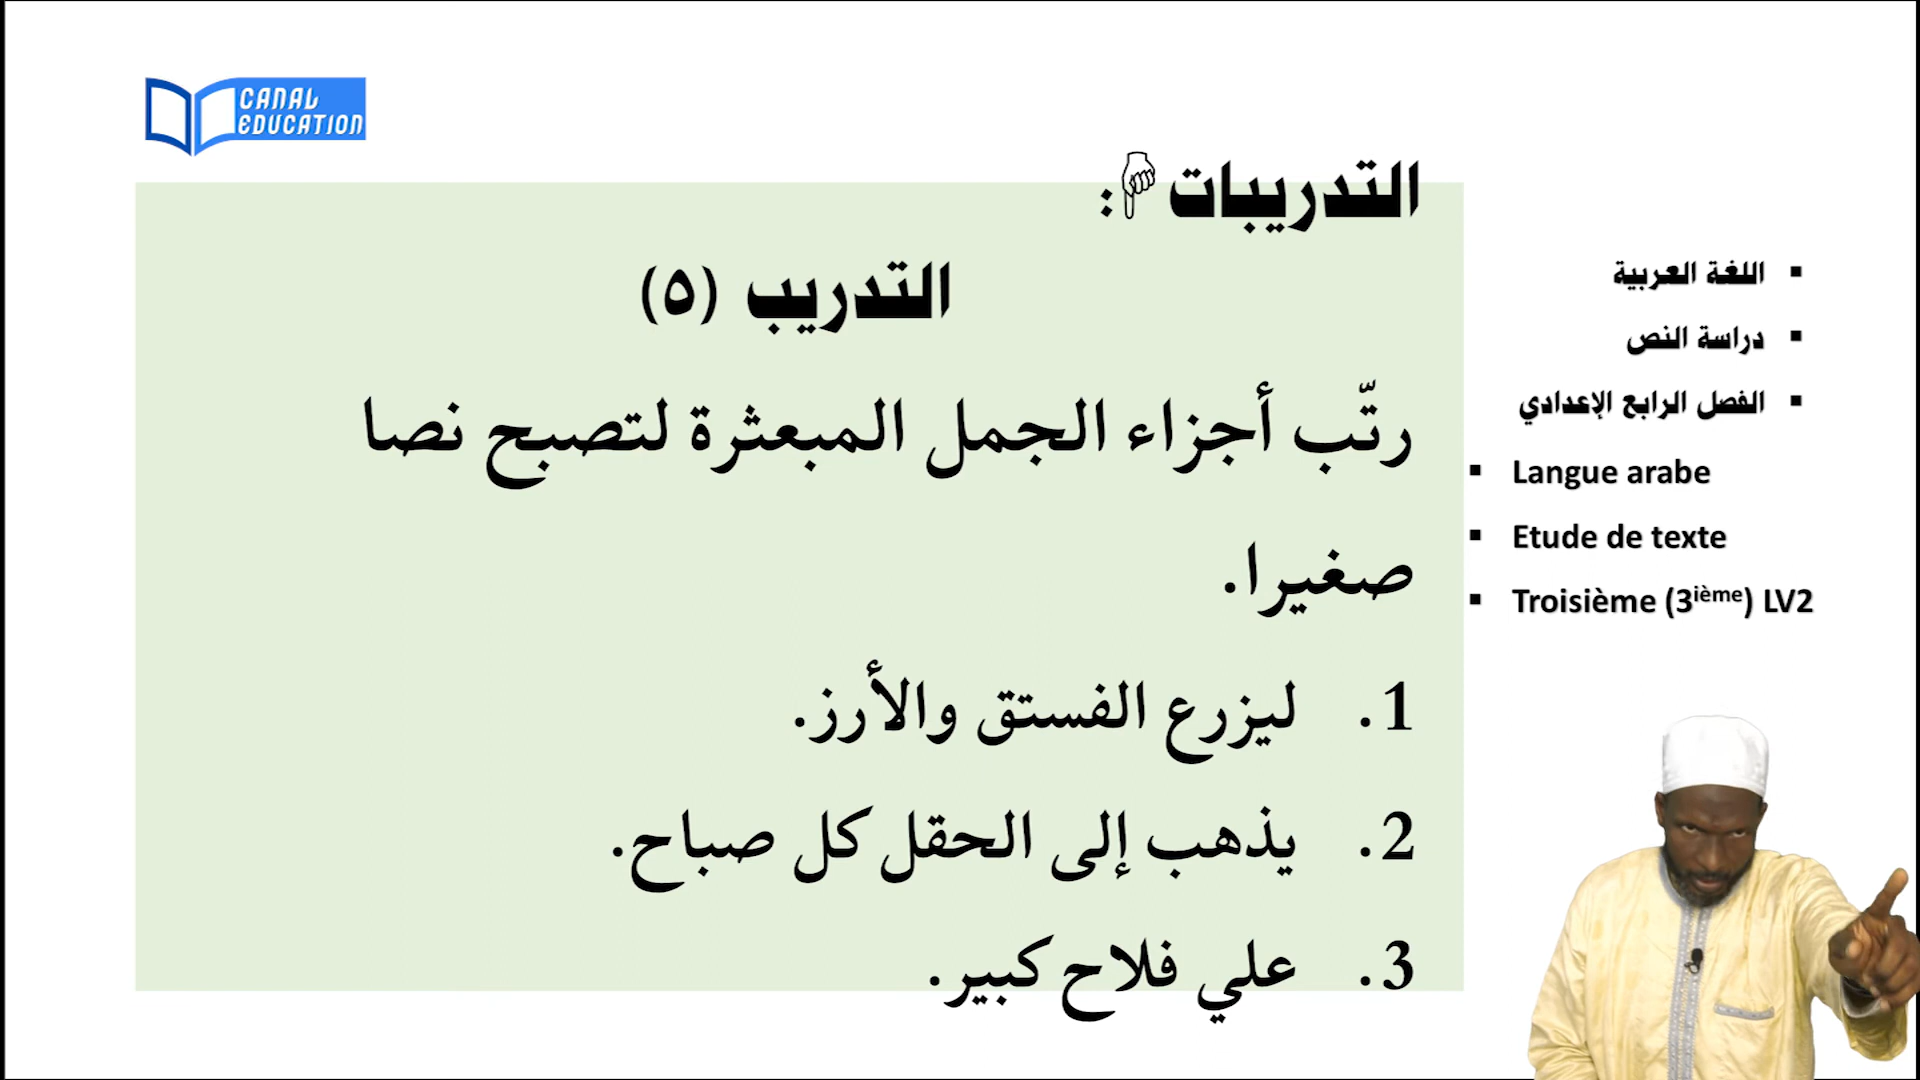 CANAL
EDUCATION
التدريبات :
التدريب (٥)
رتّب أجزاء الجمل المبعثرة لتصبح نصا
صغيرا.
1. ليزرع الفستق والأرز.
2. يذهب إلى الحقل كل صباح.
3. علي فلاح كبير.
اللغة العربية
دراسة النص
الفصل الرابع الإعدادي
Langue arabe
Etude de texte
Troisième (3ième) LV2